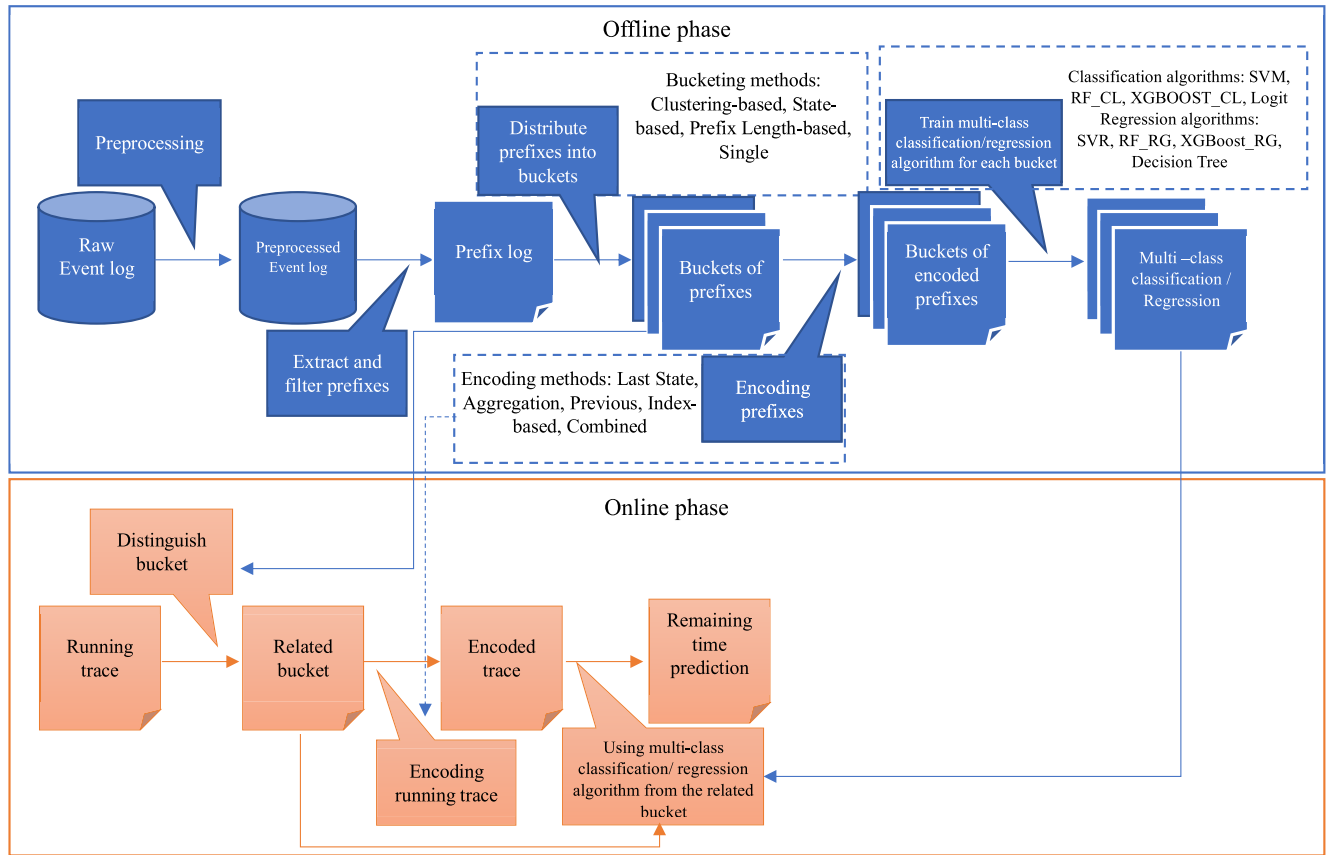 Offline phase
Preprocessing
Distribute
prefixes into
buckets
Bucketing methods:
Clustering-based, State-
based, Prefix Length-based,
Single
Train multi-class
classification/regression
algorithm for each bucket
Classification algorithms: SVM,
RF_CL, XGBOOST_CL, Logit
Regression algorithms:
SVR, RF_RG, XGBoost_RG,
Decision Tree
Raw
Event log
Preprocessed
Event log
Prefix log
Buckets of
prefixes
Buckets of
encoded
prefixes
Multi –class
classification /
Regression
Extract and
filter prefixes
Encoding methods: Last State,
Aggregation, Previous, Index-
based, Combined
Encoding
prefixes
Online phase
Distinguish
bucket
Running
trace
Related
bucket
Encoded
trace
Remaining
time
prediction
Encoding
running trace
Using multi-class
classification/ regression
algorithm from the related
bucket